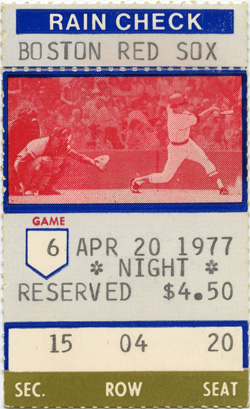 RAIN CHECK
BOSTON RED SOX
GAME
6 APR 20 1977
* NIGHT *
RESERVED $4.50
15 04 20
SEC. ROW SEAT